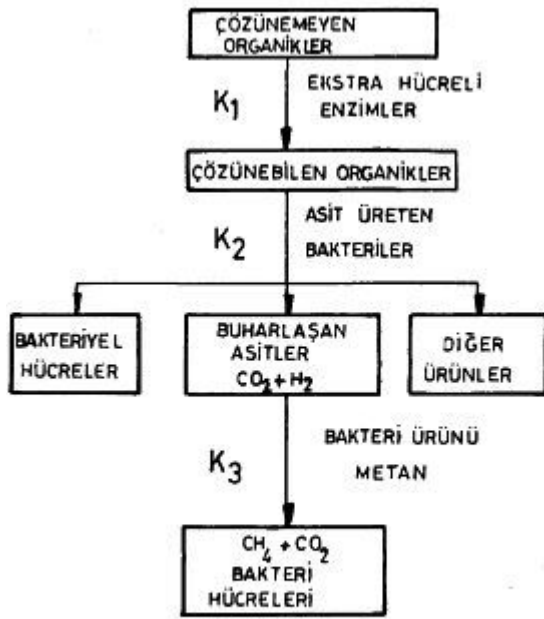 ÇÖZÜNEMEYEN
ORGANİKLER
K1
EKSTRA HÜCRELİ
ENZİMLER
ÇÖZÜNEBİLEN ORGANİKLER
K2
ASİT ÜRETEN
BAKTERİLER
BAKTERİYEL
HÜCRELER
BUHARLAŞAN
ASİTLER
CO2+H2
DİĞER
ÜRÜNLER
K3
BAKTERİ ÜRÜNÜ
METAN
CH4+CO2
BAKTERİ
HÜCRELERİ